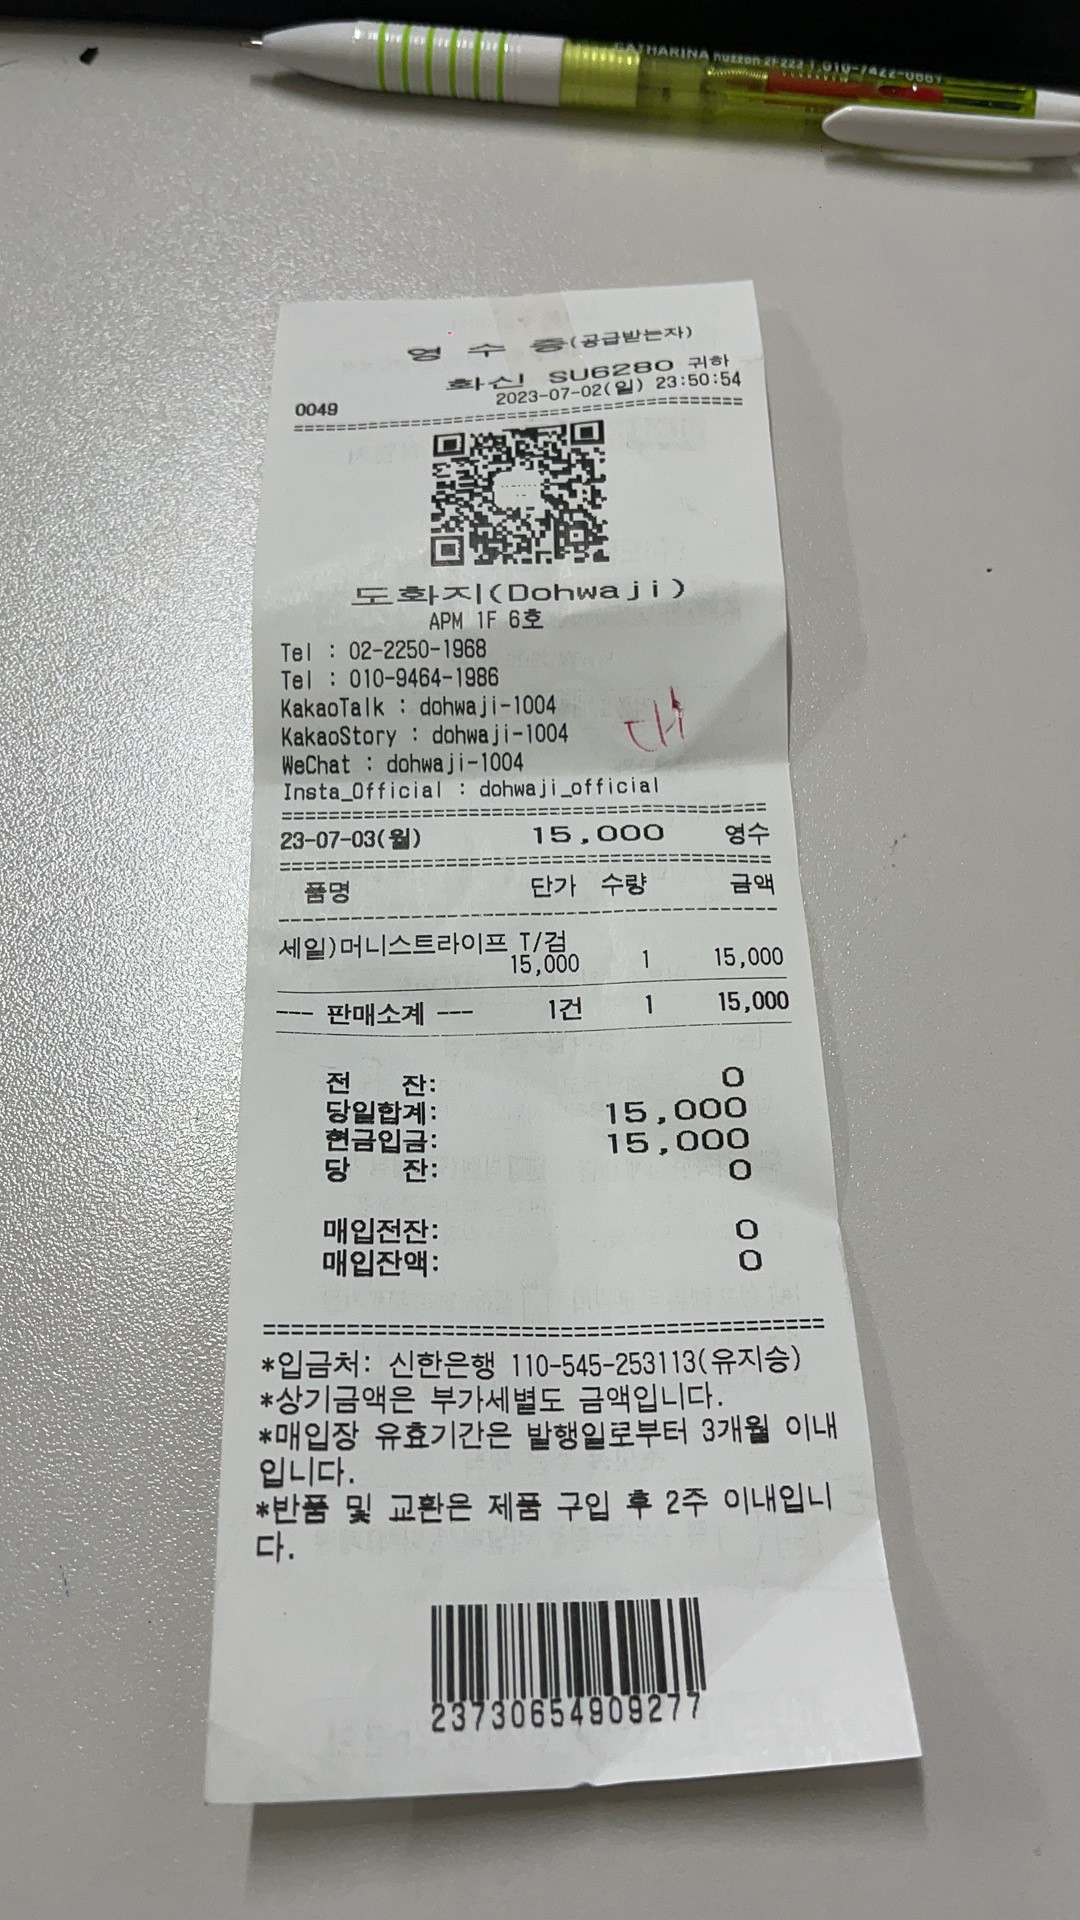 CATHARINA nuzzon 2F223 T.010-7422-0667
영 수 증(공급받는자)
화신 SU6280 귀하
0049 2023-07-02(일) 23:50:54
도화지(Dohwaji)
APM 1F 6호
Tel : 02-2250-1968
Tel : 010-9464-1986
KakaoTalk : dohwaji-1004
KakaoStory : dohwaji-1004
WeChat : dohwaji-1004
Insta_Official : dohwaji_official
23-07-03(월) 15,000 영수
품명 단가 수량 금액
세일)머니스트라이프 T/검
15,000 1 15,000
--- 판매소계 --- 1건 1 15,000
전 잔: 0
당일합계: 15,000
현금입금: 15,000
당 잔: 0
매입전잔: 0
매입잔액: 0
*입금처: 신한은행 110-545-253113(유지승)
*상기금액은 부가세별도 금액입니다.
*매입장 유효기간은 발행일로부터 3개월 이내
입니다.
*반품 및 교환은 제품 구입 후 2주 이내입니
다.
23730654909277